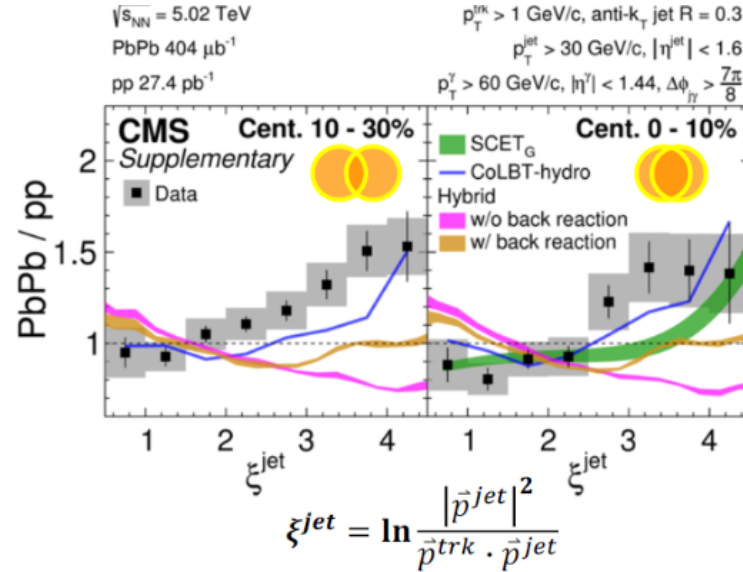 √s_NN = 5.02 TeV
PbPb 404 μb⁻¹
pp 27.4 pb⁻¹
p_T^trk > 1 GeV/c, anti-k_T jet R = 0.3
p_T^jet > 30 GeV/c, |η^jet| < 1.6
p_T^γ > 60 GeV/c, |η^γ| < 1.44, Δϕ_jγ > 7π/8
CMS
Supplementary
Cent. 10 - 30%
Data
Cent. 0 - 10%
SCET_G
CoLBT-hydro
Hybrid
w/o back reaction
w/ back reaction
PbPb / pp
2
1.5
1
1 2 3 4
1 2 3 4
ξ^jet
ξ^jet
ξ^jet = ln |p⃗^jet|² / p⃗^trk · p⃗^jet